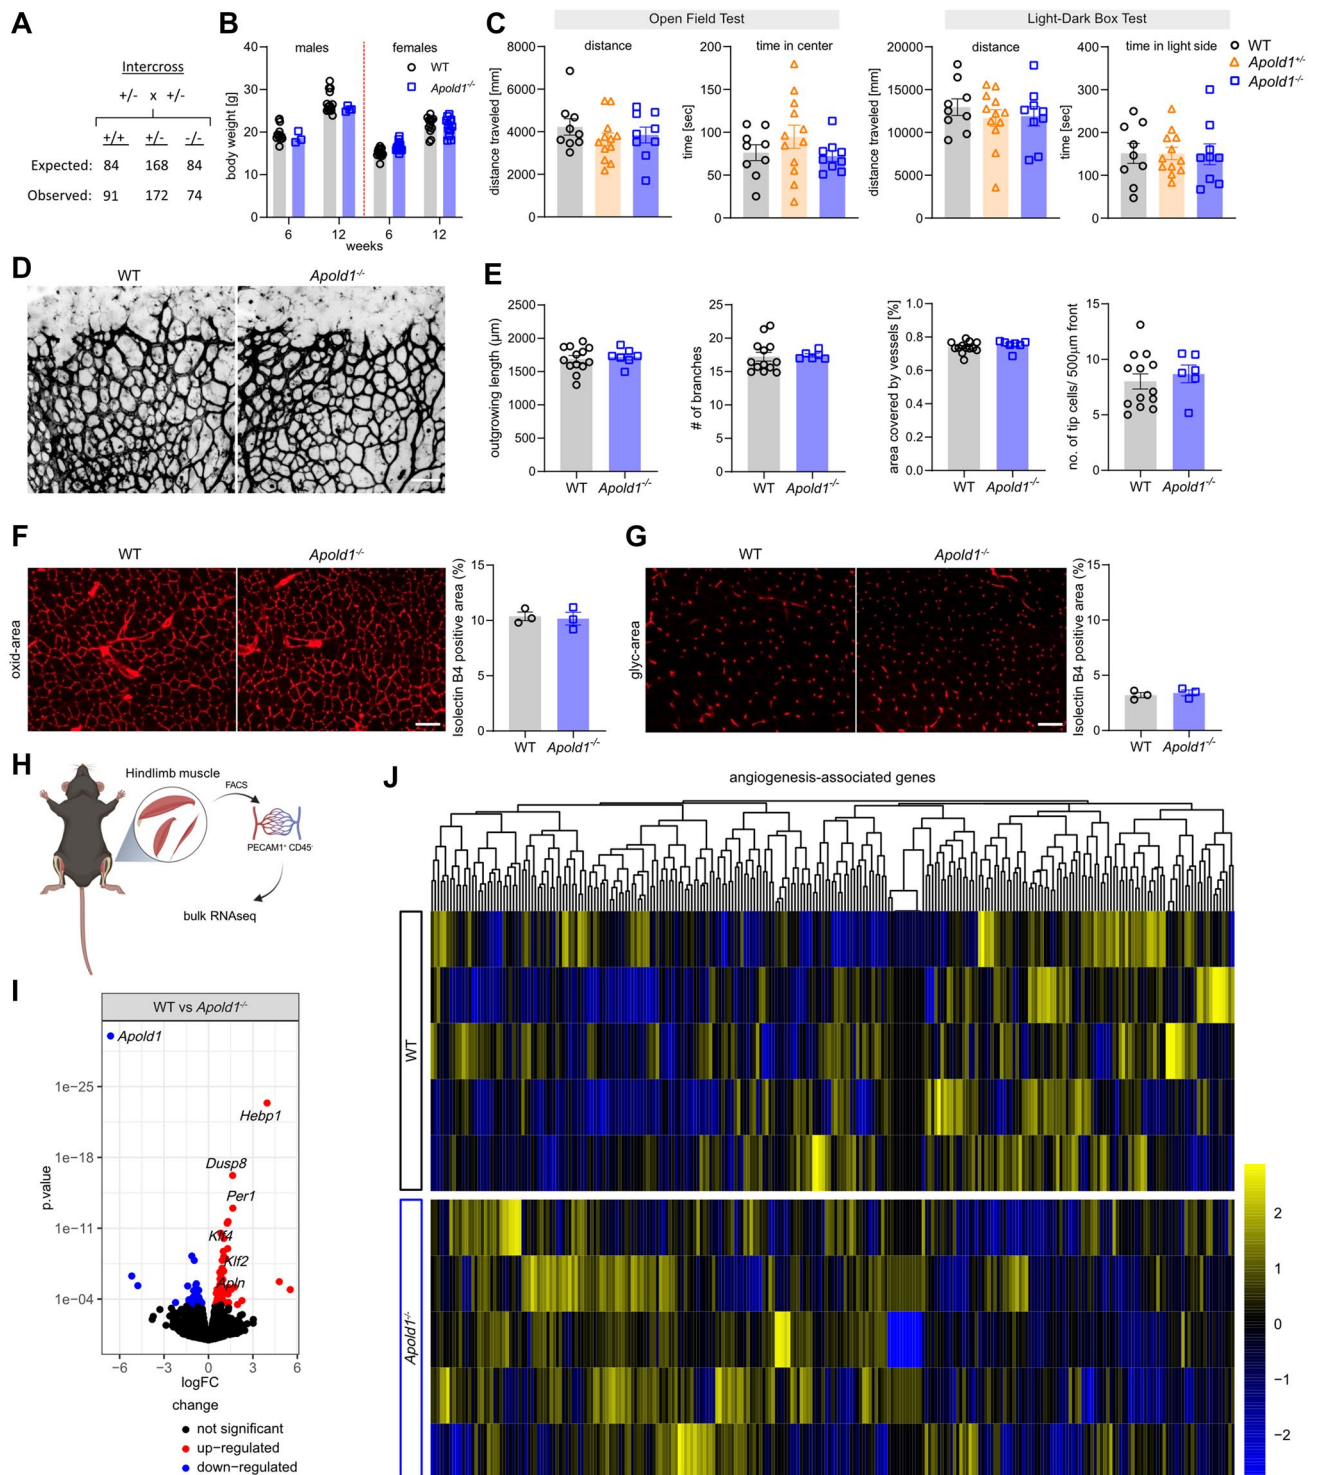 A
Intercross
+/- x +/-
+/+ +/- -/-
Expected: 84 168 84
Observed: 91 172 74
B
males females
WT
Apold1-/-
body weight [g]
40
30
20
10
0
6 12 6 12
weeks
C
Open Field Test
distance
distance traveled [mm]
8000
6000
4000
2000
0
time in center
time [sec]
200
150
100
50
0
Light-Dark Box Test
distance
distance traveled [mm]
20000
15000
10000
5000
0
time in light side
time [sec]
400
300
200
100
0
WT
Apold1+/-
Apold1-/-
D
WT Apold1-/-
E
outgrowing length (µm)
2500
2000
1500
1000
500
0
WT Apold1-/-
# of branches
25
20
15
10
5
0
WT Apold1-/-
area covered by vessels [%]
1.0
0.8
0.6
0.4
0.2
0.0
WT Apold1-/-
no. of tip cells/ 500µm front
15
10
5
0
WT Apold1-/-
F
WT Apold1-/-
oxid-area
Isolectin B4 positive area (%)
15
10
5
0
WT Apold1-/-
G
WT Apold1-/-
glyc-area
Isolectin B4 positive area (%)
15
10
5
0
WT Apold1-/-
H
Hindlimb muscle
FACS
PECAM1+ CD45-
bulk RNAseq
I
WT vs Apold1-/-
Apold1
Hebp1
Dusp8
Per1
Klf4
Klf2
Apln
p.value
1e−25
1e−18
1e−11
1e−04
−6 −3 0 3 6
logFC
change
not significant
up−regulated
down−regulated
J
angiogenesis-associated genes
WT
Apold1-/-
2
1
0
−1
−2